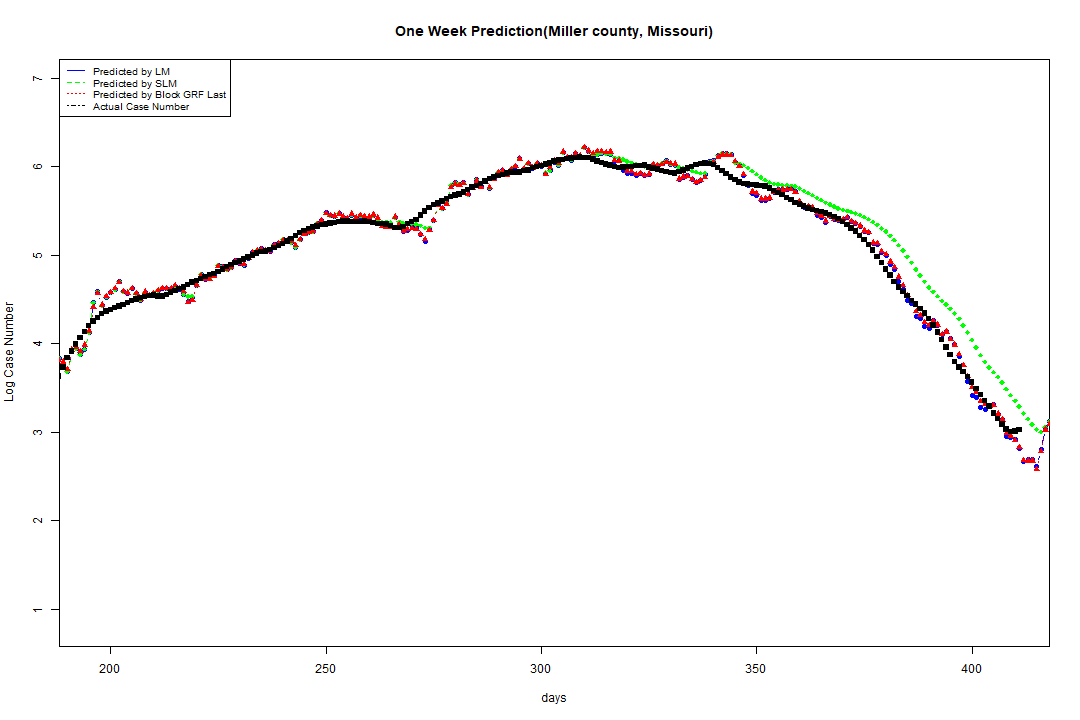 One Week Prediction(Miller county, Missouri)
Predicted by LM
Predicted by SLM
Predicted by Block GRF Last
Actual Case Number
7
6
5
4
3
2
1
Log Case Number
200 250 300 350 400
days